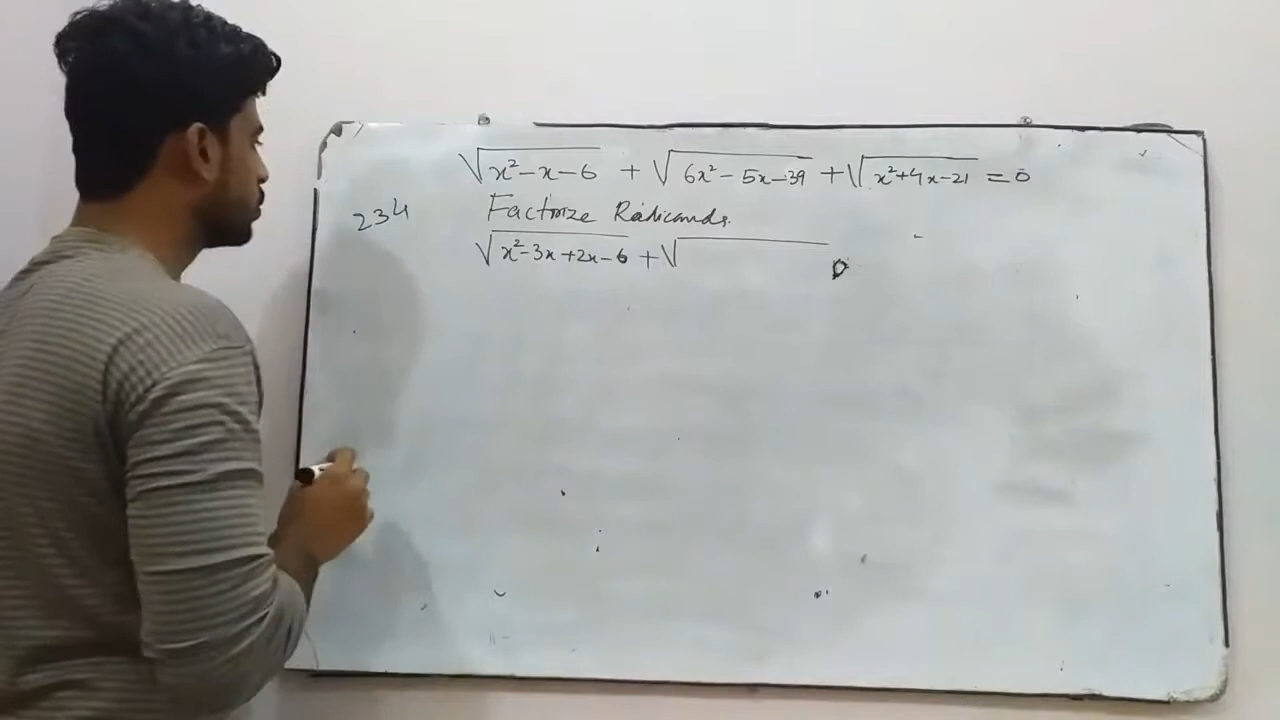 √(x²-x-6) + √(6x²-5x-39) + √(x²+4x-21) = 0
234
Factorize Radicands.
√(x²-3x+2x-6) + √